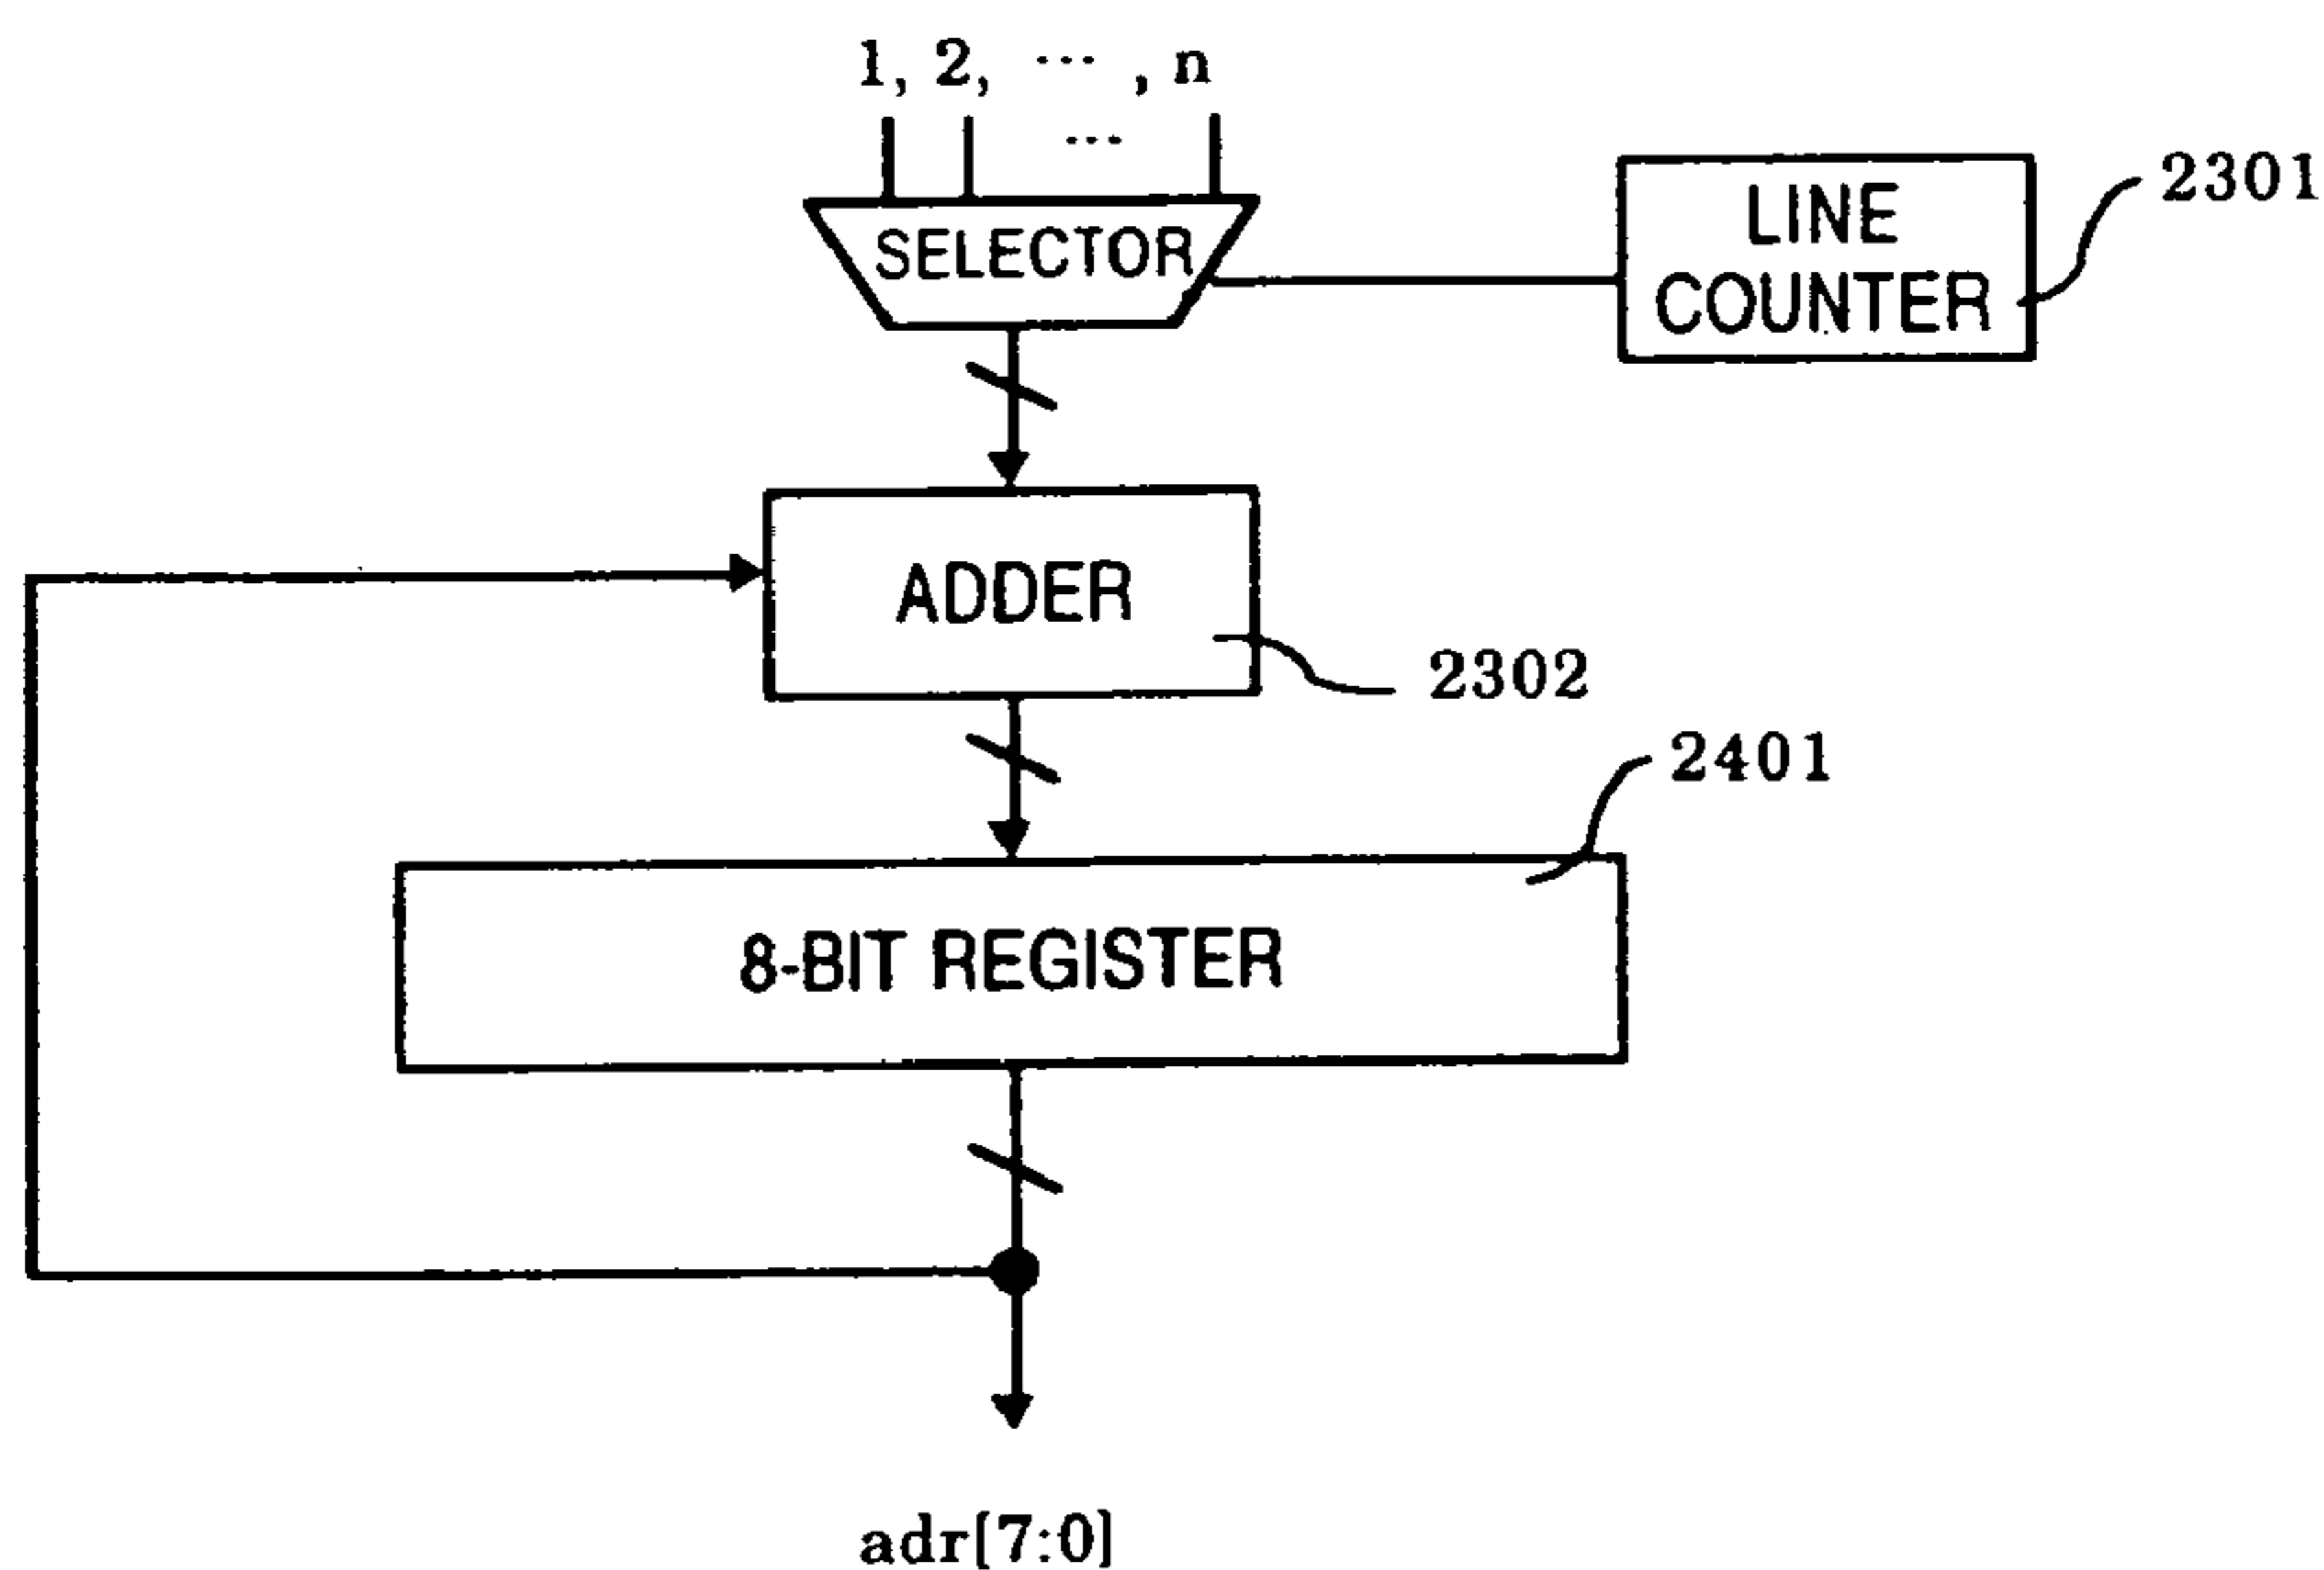 1, 2, ··· , n
···
SELECTOR
LINE
COUNTER
2301
ADDER
2302
2401
8-BIT REGISTER
adr[7:0]